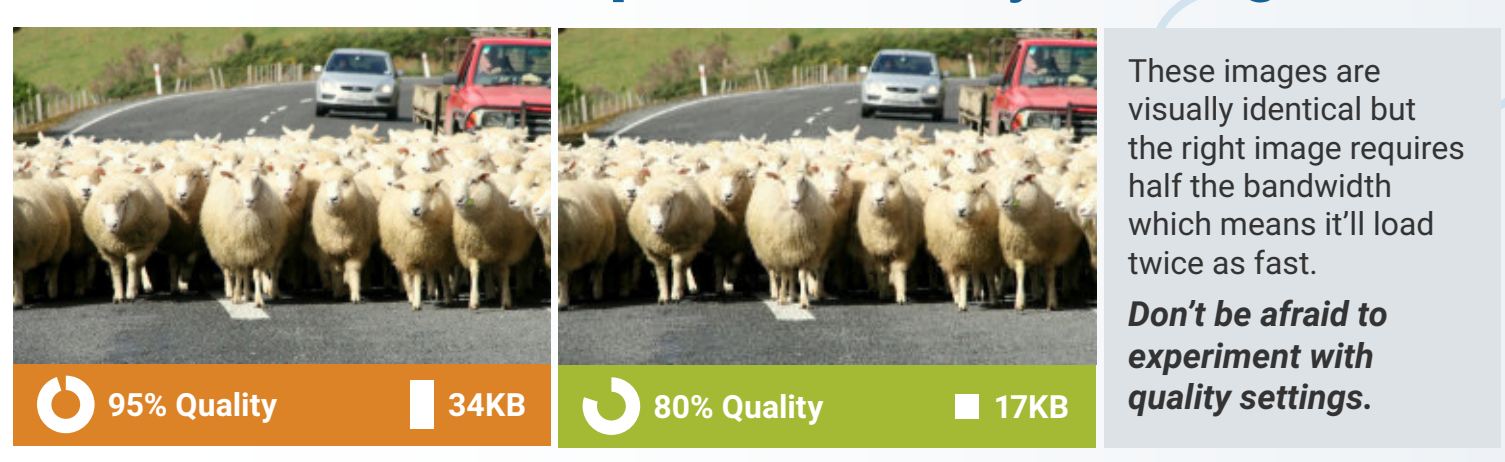 95% Quality
34KB
80% Quality
17KB
These images are
visually identical but
the right image requires
half the bandwidth
which means it’ll load
twice as fast.
Don’t be afraid to
experiment with
quality settings.